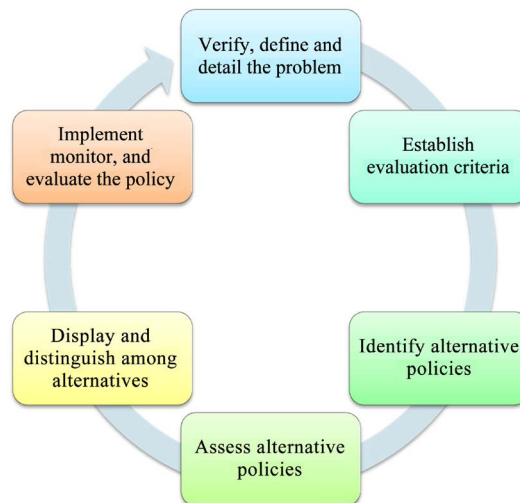 Verify, define and
detail the problem
Establish
evaluation criteria
Identify alternative
policies
Assess alternative
policies
Display and
distinguish among
alternatives
Implement
monitor, and
evaluate the policy